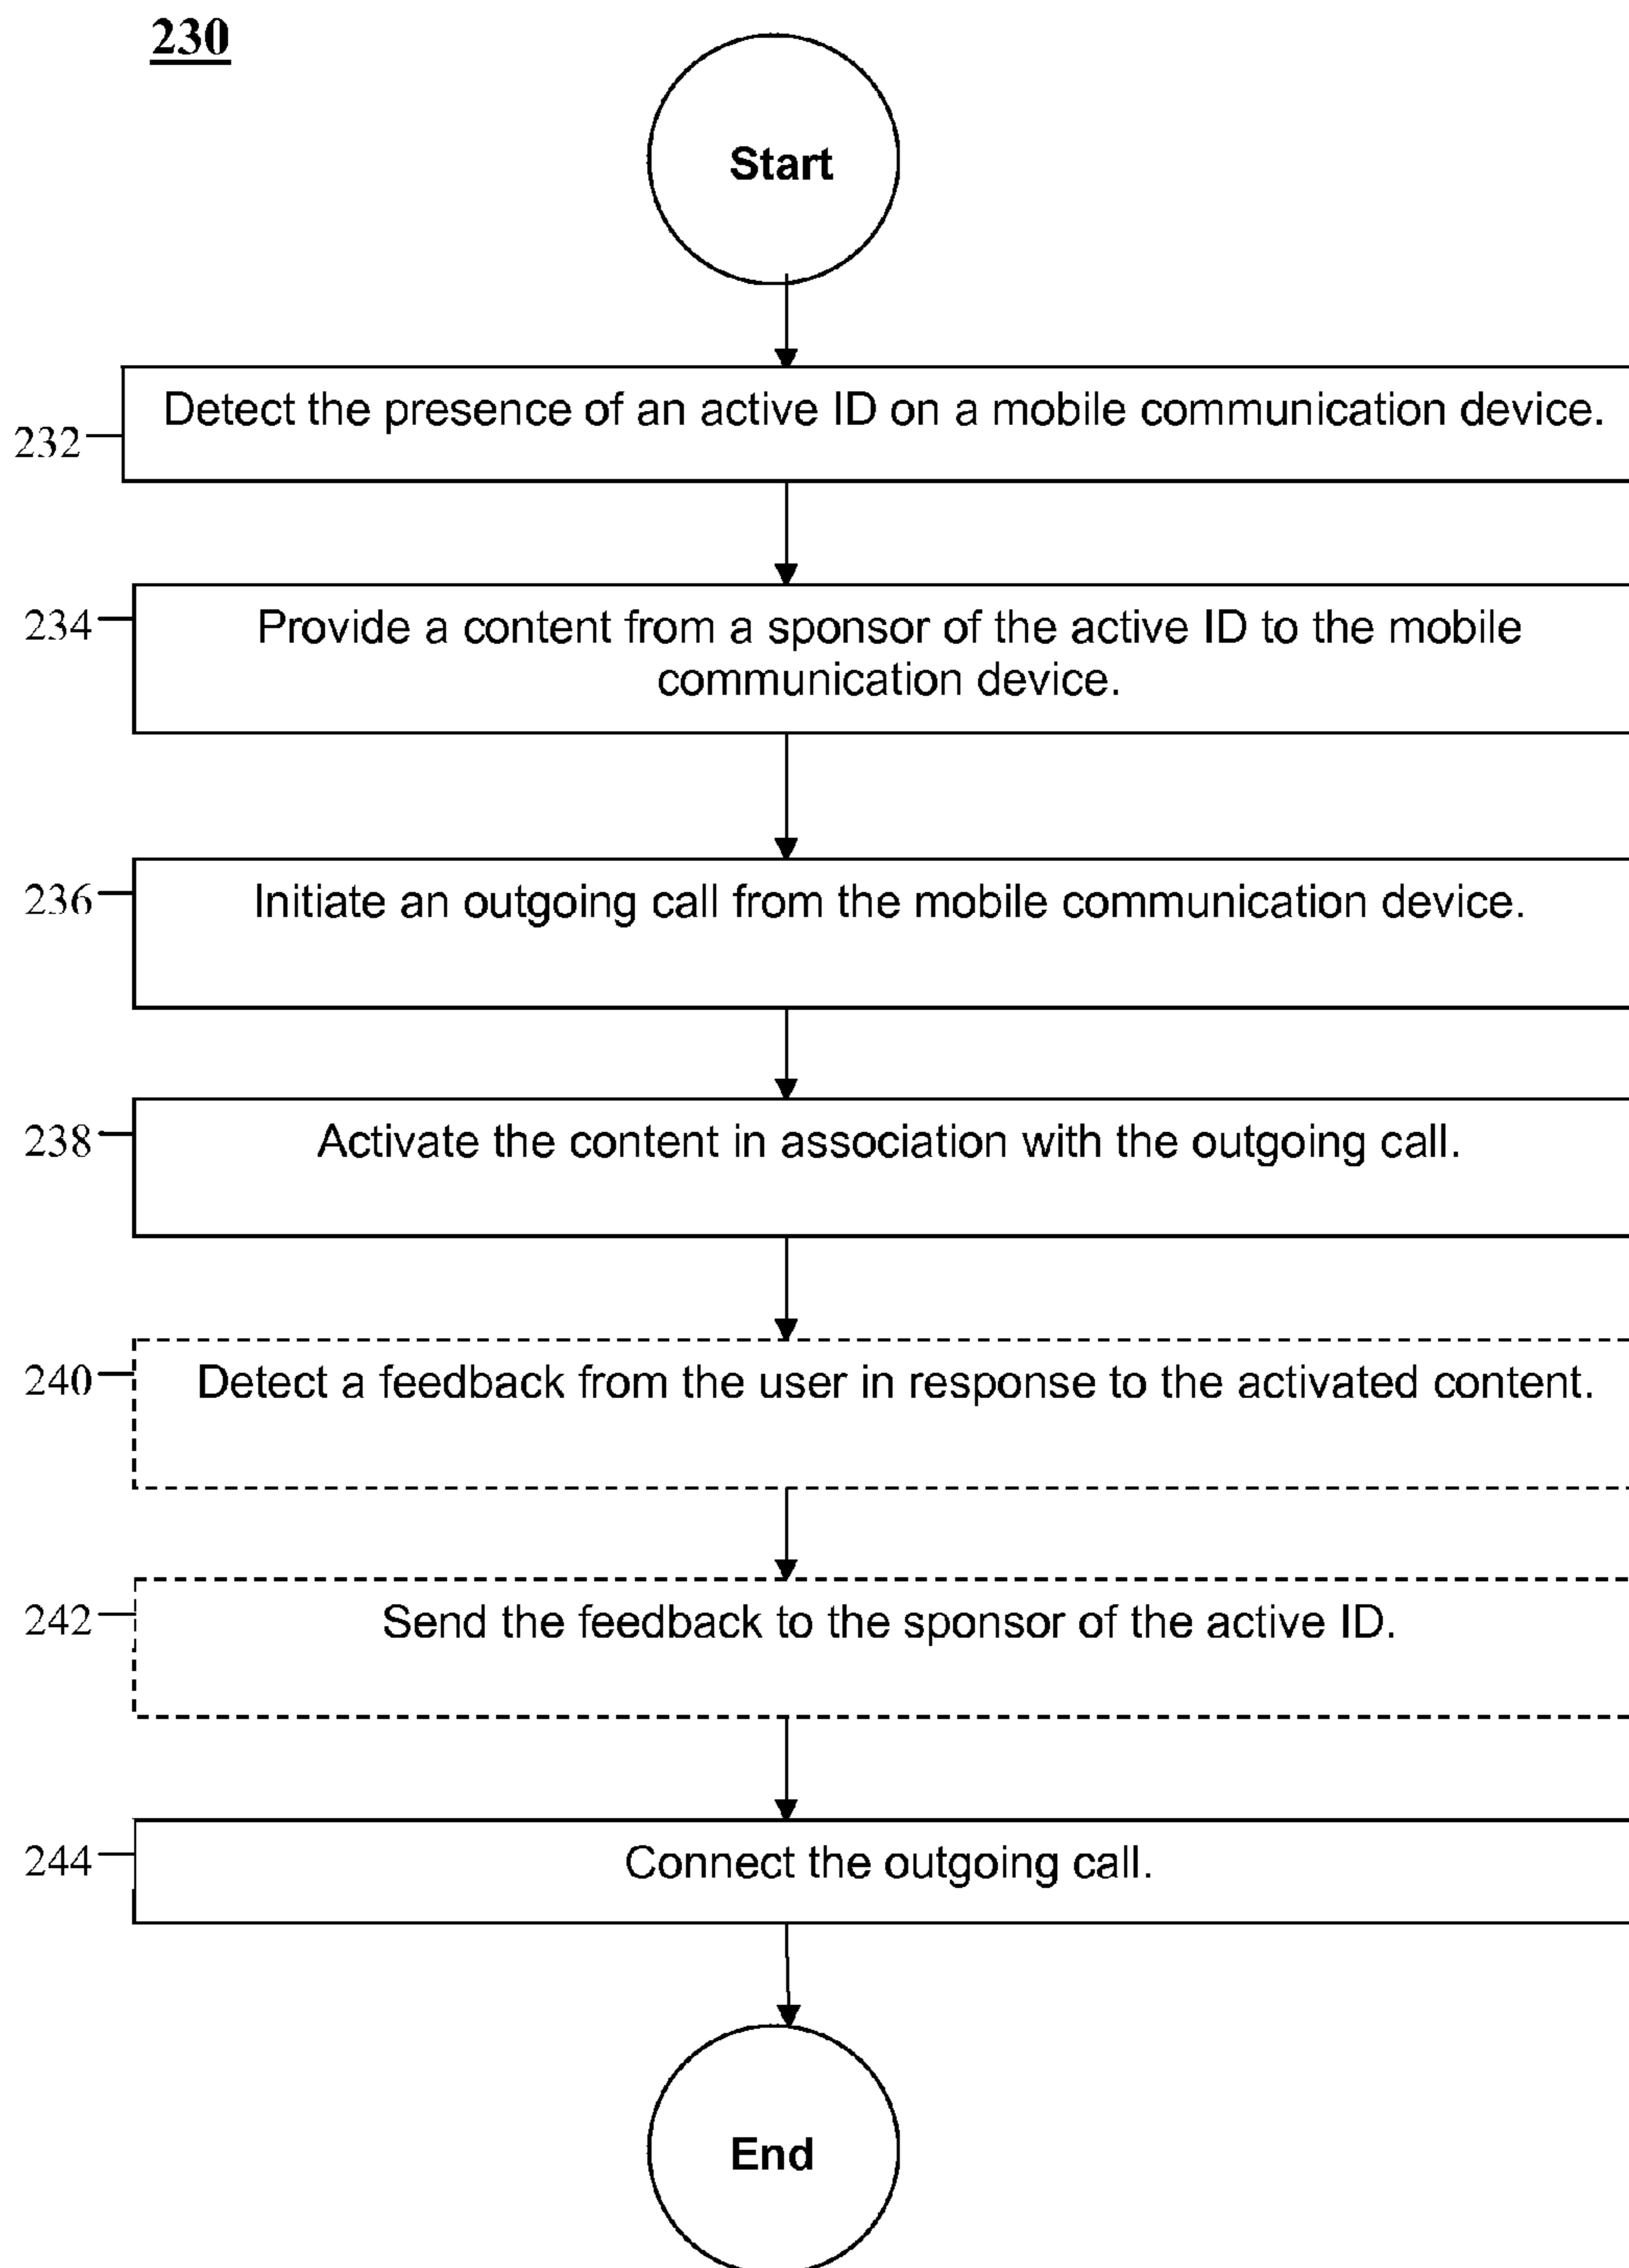 230
Start
232
Detect the presence of an active ID on a mobile communication device.
234
Provide a content from a sponsor of the active ID to the mobile
communication device.
236
Initiate an outgoing call from the mobile communication device.
238
Activate the content in association with the outgoing call.
240
Detect a feedback from the user in response to the activated content.
242
Send the feedback to the sponsor of the active ID.
244
Connect the outgoing call.
End